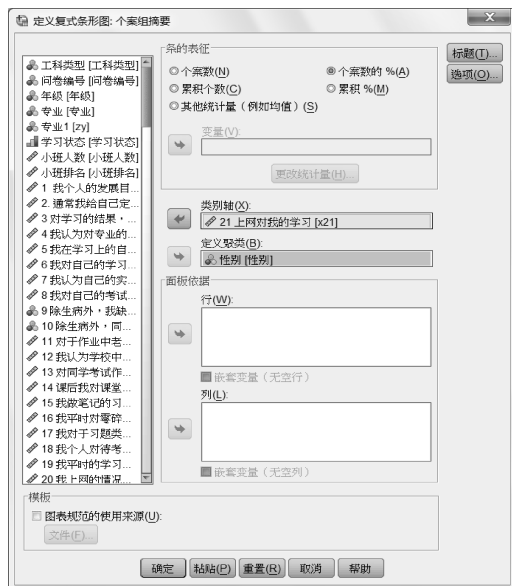 定义复式条形图: 个案组摘要
工科类型 [工科类型]
问卷编号 [问卷编号]
年级 [年级]
专业 [专业]
专业1 [zy]
学习状态 [学习状态]
小班人数 [小班人数]
小班排名 [小班排名]
1 我个人的发展目...
2. 通常我给自己定...
3 对学习的结果，...
4 我认为对专业的...
5 我在学习上的自...
6 我对自己的学习...
7 我认为自己的实...
8 我对自己的考试...
9 除生病外，我缺...
10 除生病外，同...
11 对于作业中老...
12 我认为学校中...
13 对同学考试作...
14 课后我对课堂...
15 我做笔记的习...
16 我平时对零碎...
17 我对于习题类...
18 我个人对待考...
19 我平时的学习...
20 我上网的情况...
条的表征
个案数(N)
个案数的 %(A)
累积个数(C)
累积 %(M)
其他统计量（例如均值）(S)
变量(V):
更改统计量(H)...
类别轴(X):
21 上网对我的学习 [x21]
定义聚类(B):
性别 [性别]
面板依据
行(W):
嵌套变量（无空行）
列(L):
嵌套变量（无空列）
标题(T)...
选项(O)...
模板
图表规范的使用来源(U):
文件(F)...
确定 粘贴(P) 重置(R) 取消 帮助